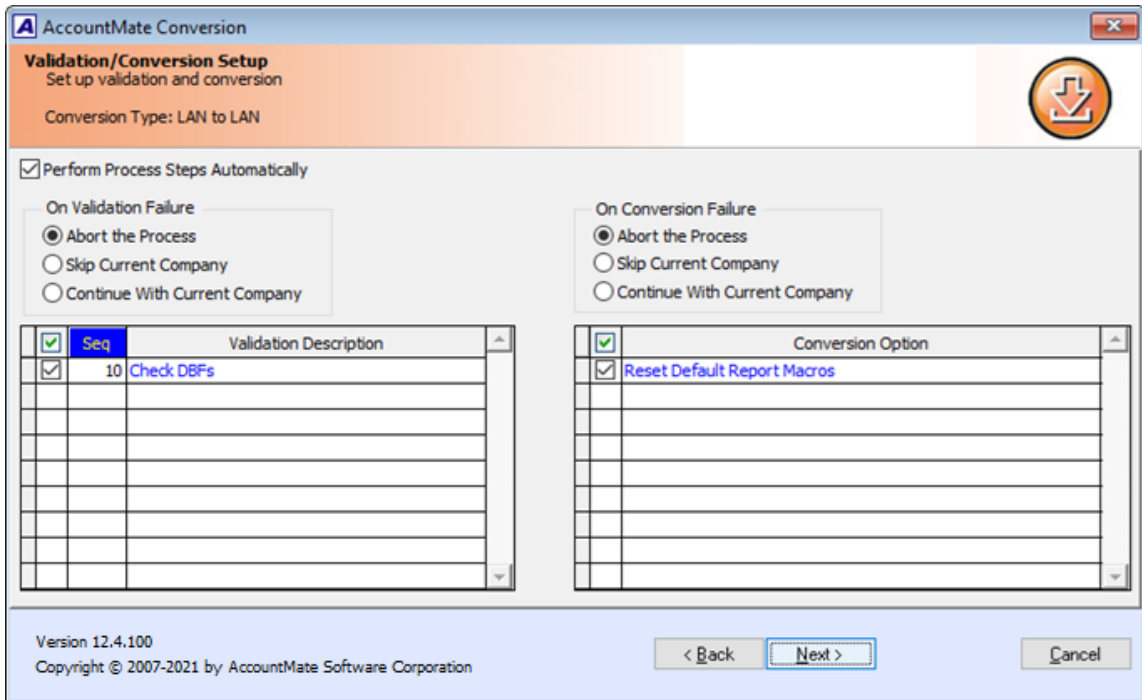 AccountMate Conversion
Validation/Conversion Setup
Set up validation and conversion
Conversion Type: LAN to LAN
Perform Process Steps Automatically
On Validation Failure
Abort the Process
Skip Current Company
Continue With Current Company
On Conversion Failure
Abort the Process
Skip Current Company
Continue With Current Company
Seq Validation Description
10 Check DBFs
Conversion Option
Reset Default Report Macros
Version 12.4.100
Copyright © 2007-2021 by AccountMate Software Corporation
< Back Next > Cancel